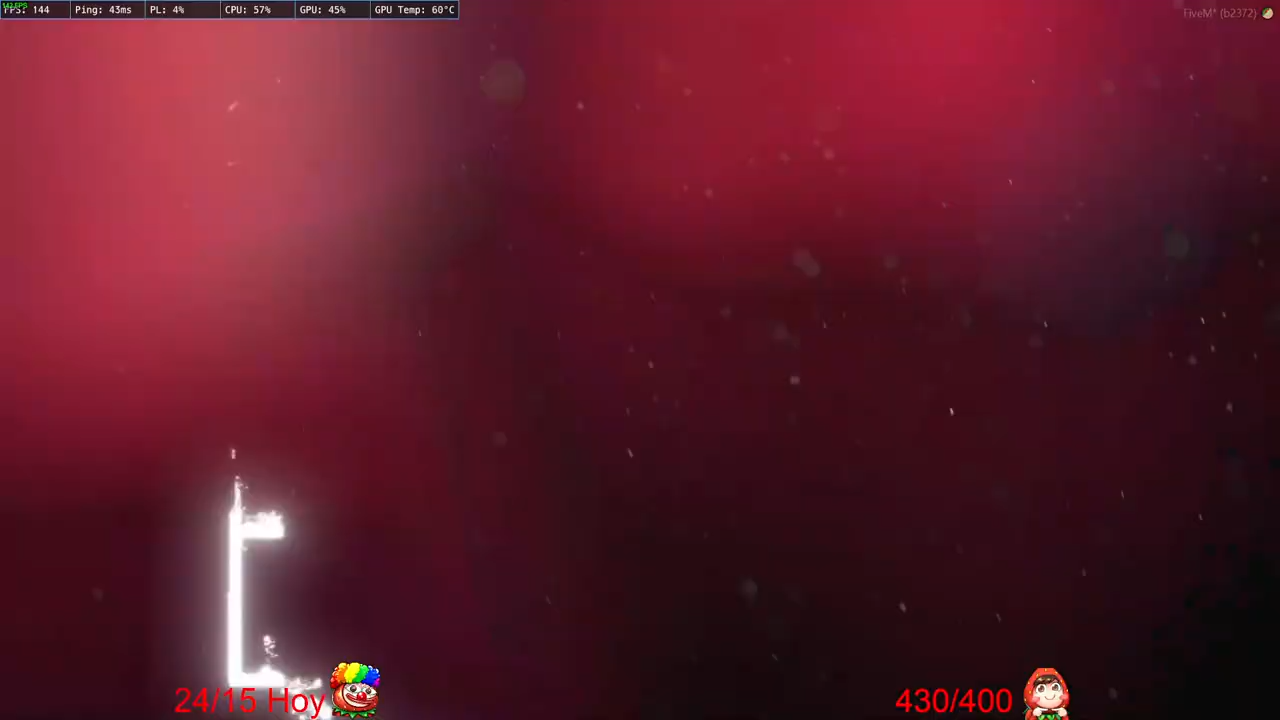 FPS: 144 Ping: 43ms PL: 4% CPU: 57% GPU: 45% GPU Temp: 60°C
FiveM* (b2372)
24/15 Hoy
430/400